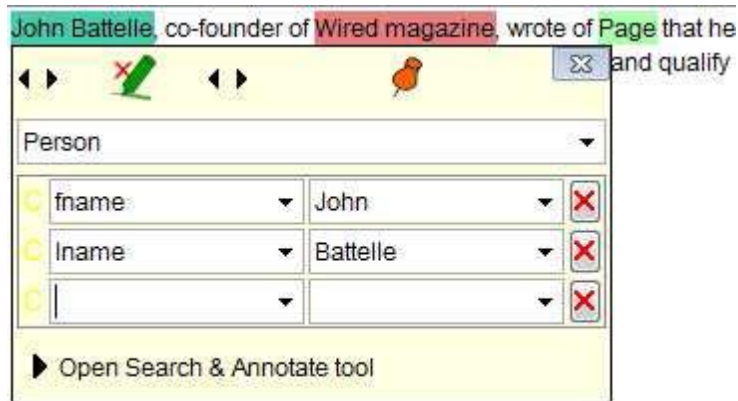 John Battelle, co-founder of Wired magazine, wrote of Page that he
and qualify
Person
C fname John
C lname Battelle
C
Open Search & Annotate tool